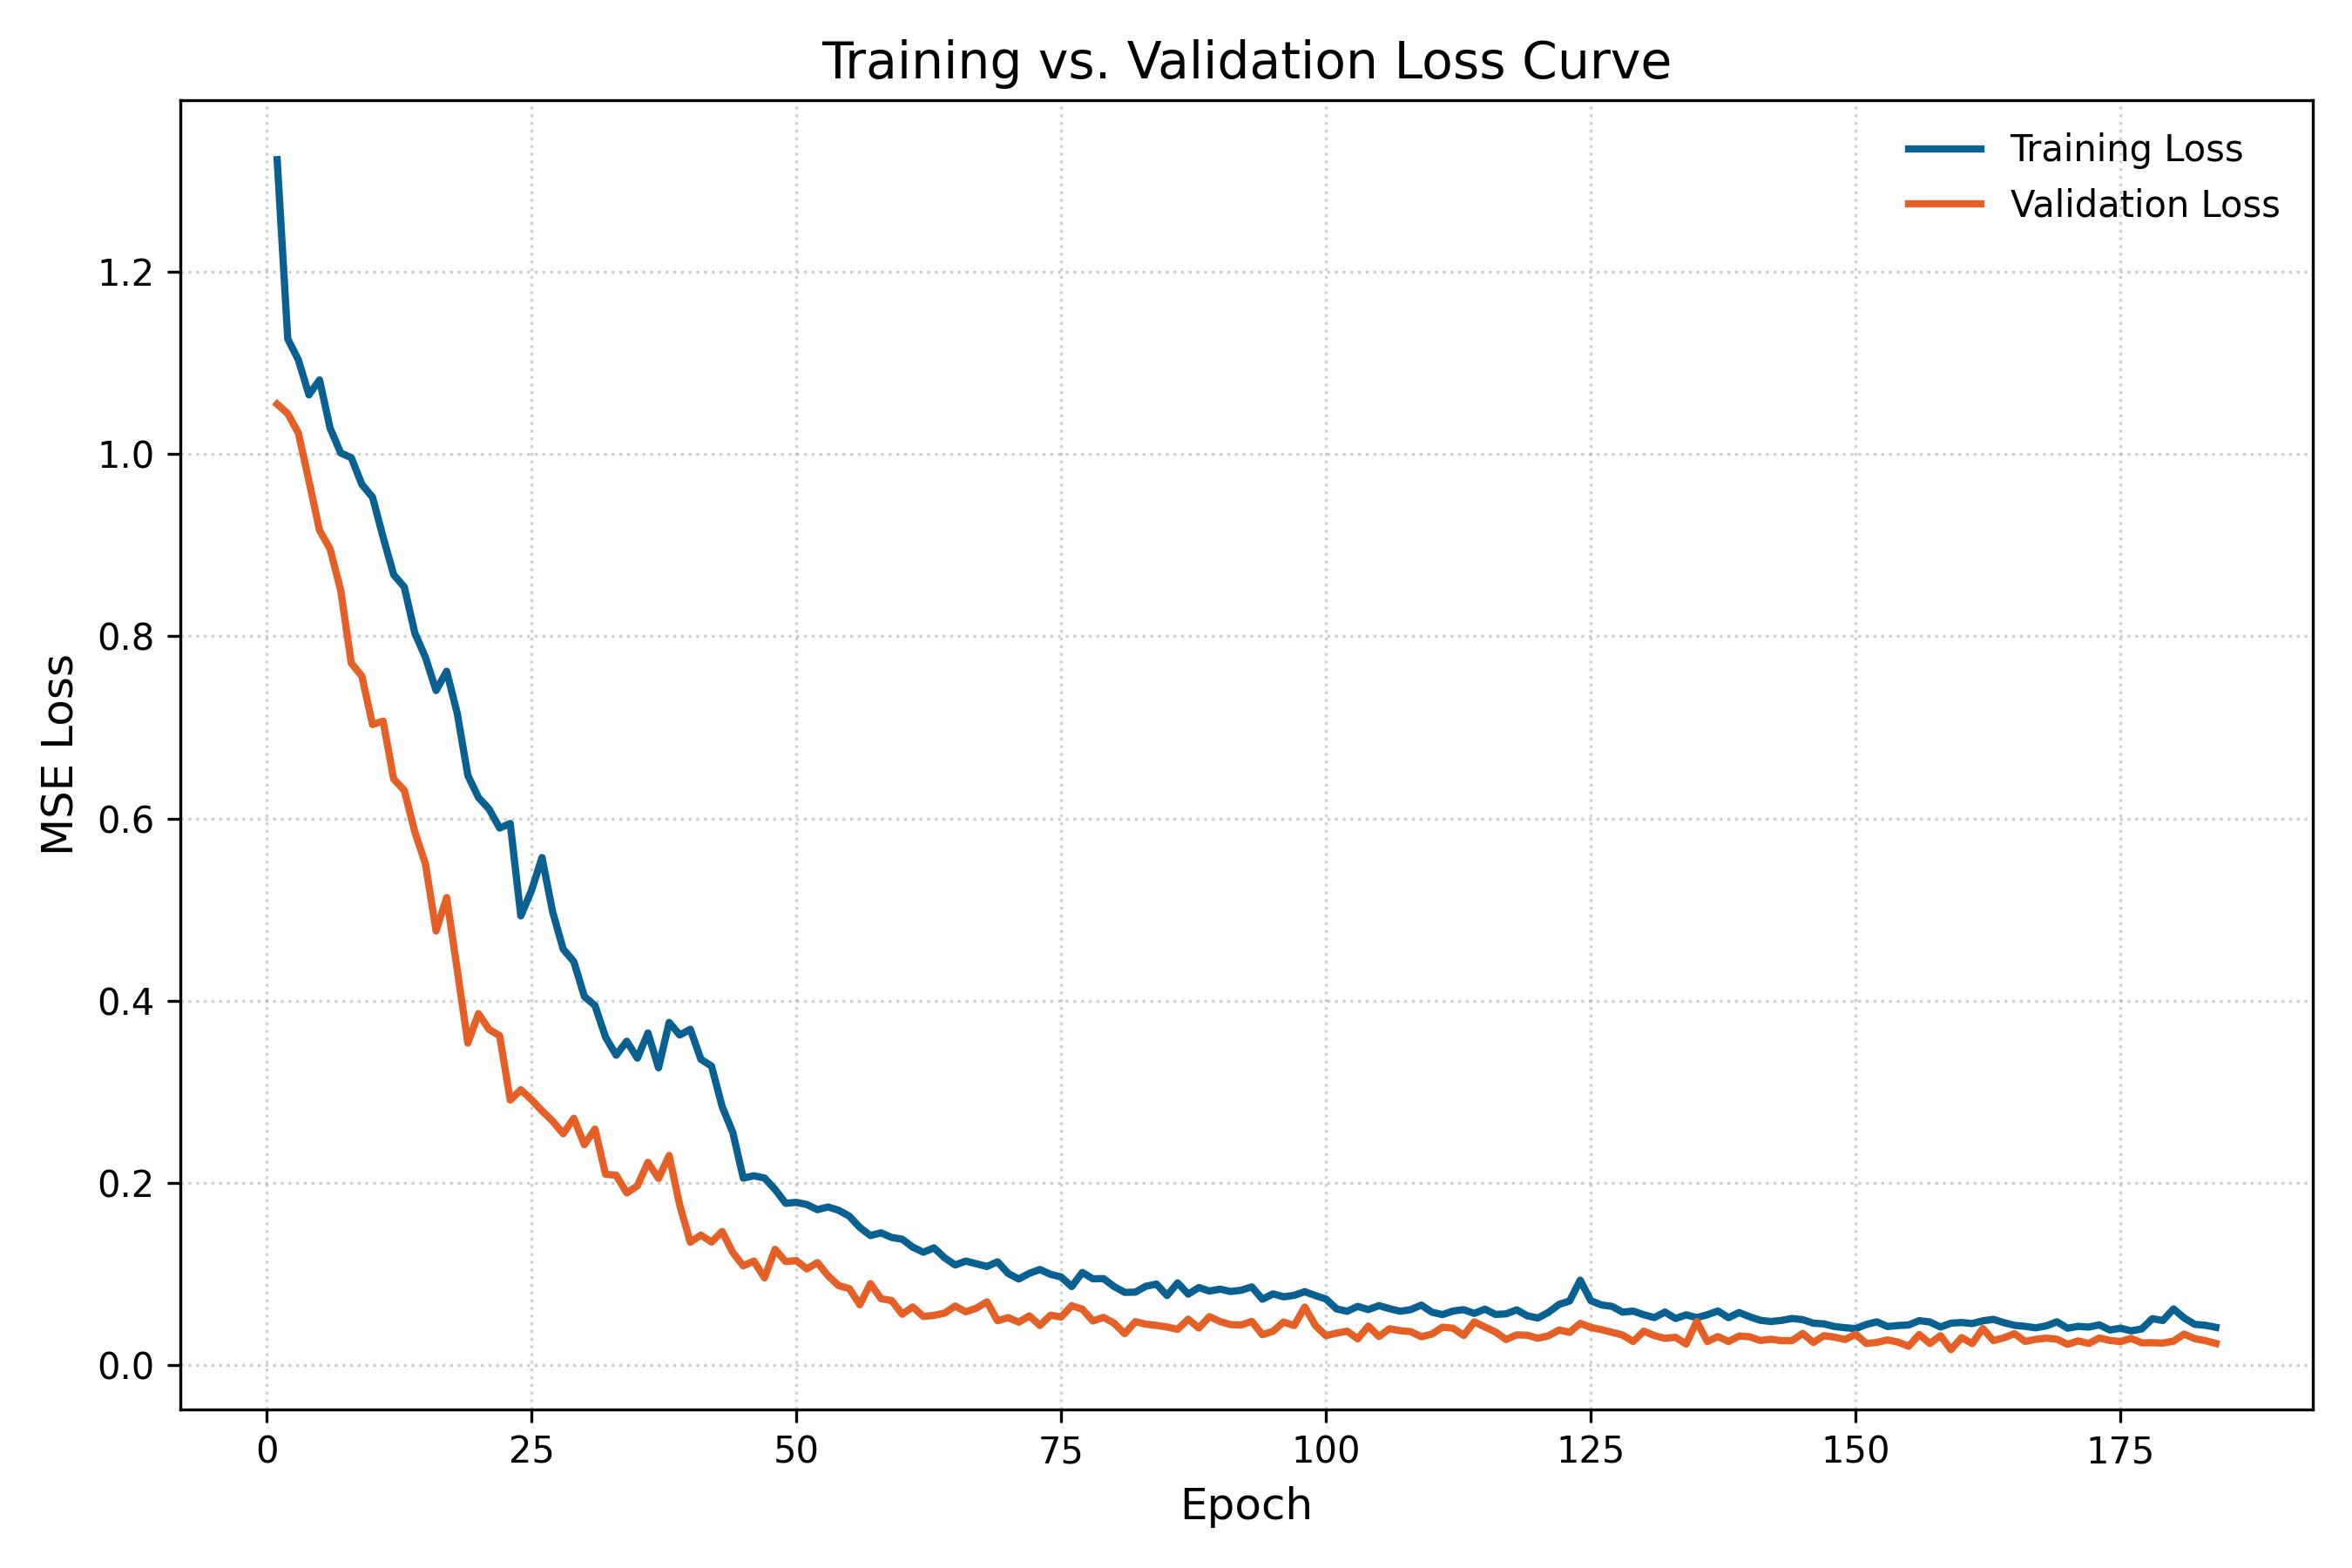 Training vs. Validation Loss Curve
Training Loss
Validation Loss
MSE Loss
1.2
1.0
0.8
0.6
0.4
0.2
0.0
0 25 50 75 100 125 150 175
Epoch